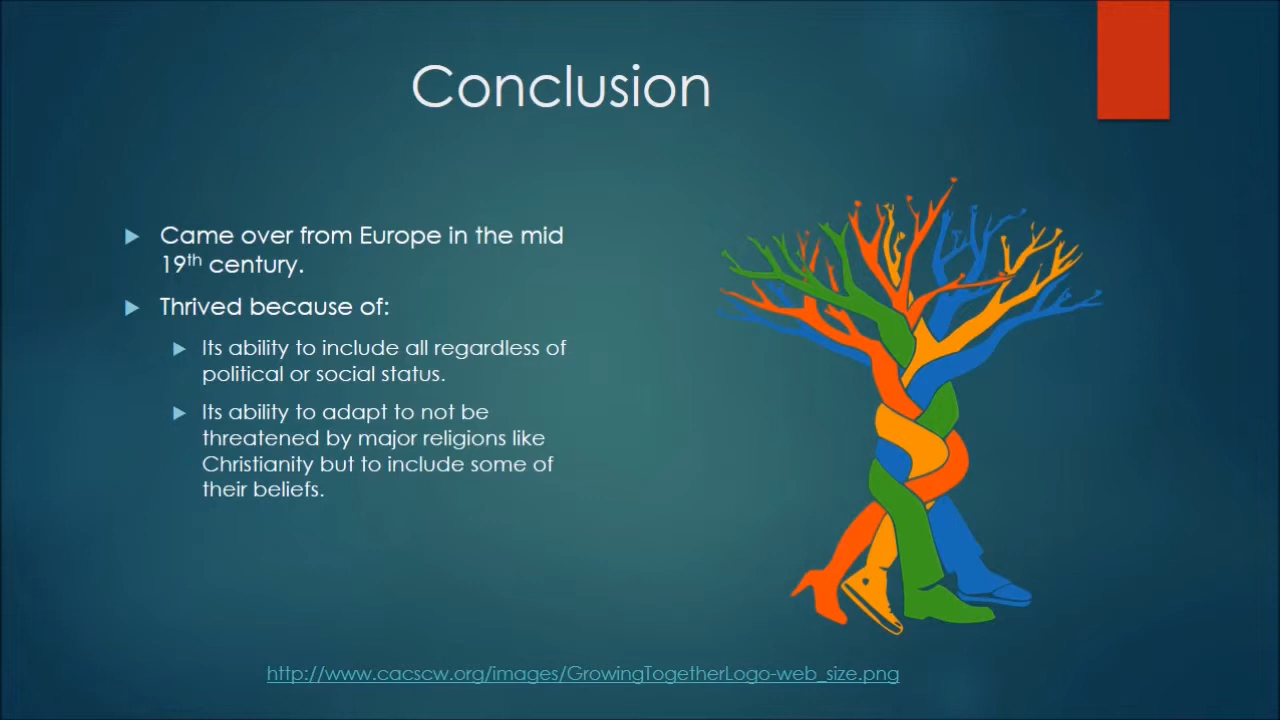 Conclusion
Came over from Europe in the mid
19th century.
Thrived because of:
Its ability to include all regardless of
political or social status.
Its ability to adapt to not be
threatened by major religions like
Christianity but to include some of
their beliefs.
http://www.cacscw.org/images/GrowingTogetherLogo-web_size.png